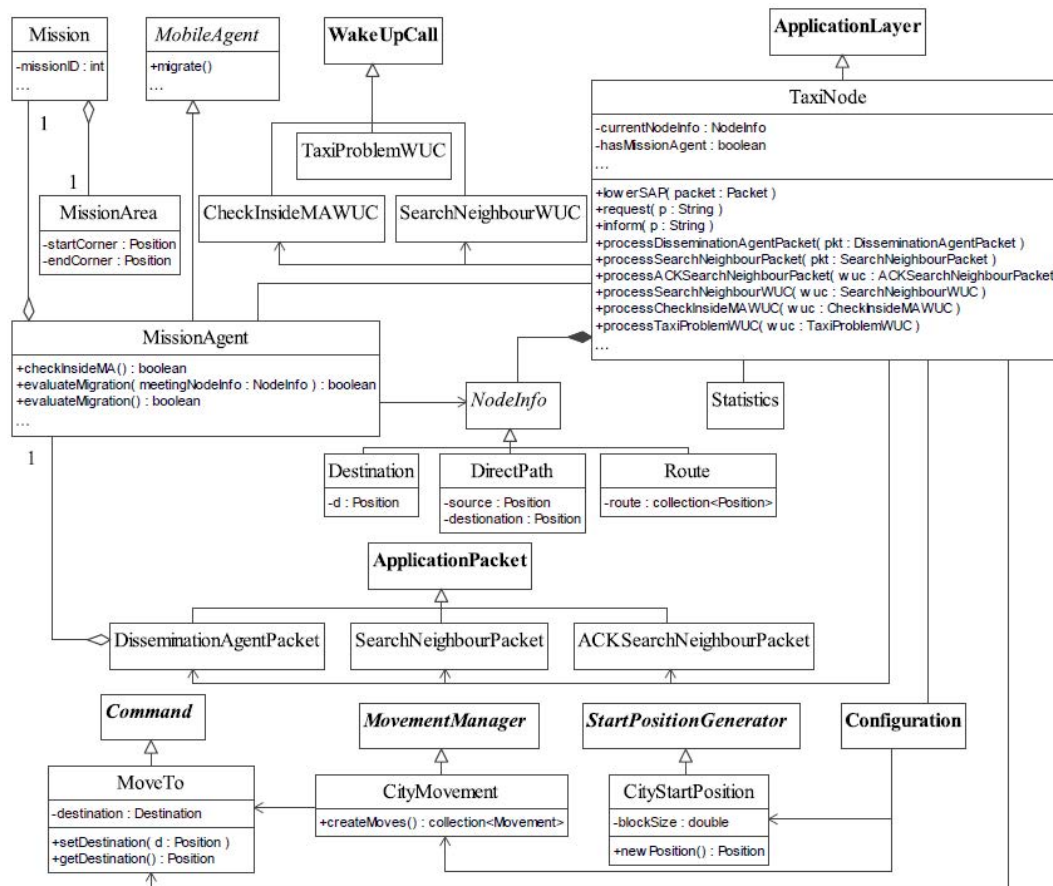 Mission
-missionID : int
...
MobileAgent
+migrate()
WakeUpCall
ApplicationLayer
TaxiNode
-currentNodeInfo : NodeInfo
-hasMissionAgent : boolean
...
+lowerSAP( packet : Packet )
+request( p : String )
+inform( p : String )
+processDisseminationAgentPacket( pkt : DisseminationAgentPacket )
+processSearchNeighbourPacket( pkt : SearchNeighbourPacket )
+processACKSearchNeighbourPacket( wuc : ACKSearchNeighbourPacket
+processSearchNeighbourWUC( wuc : SearchNeighbourWUC )
+processCheckInsideMAWUC( wuc : CheckInsideMAWUC )
+processTaxiProblemWUC( wuc : TaxiProblemWUC )
...
1
TaxiProblemWUC
1
MissionArea
-startCorner : Position
-endCorner : Position
CheckInsideMAWUC
SearchNeighbourWUC
MissionAgent
+checkInsideMA() : boolean
+evaluateMigration( meetingNodeInfo : NodeInfo ) : boolean
+evaluateMigration() : boolean
...
1
NodeInfo
Statistics
Destination
-d : Position
DirectPath
-source : Position
-destionation : Position
Route
-route : collection<Position>
ApplicationPacket
DisseminationAgentPacket
SearchNeighbourPacket
ACKSearchNeighbourPacket
Command
MovementManager
StartPositionGenerator
Configuration
MoveTo
-destination : Destination
+setDestination( d : Position )
+getDestination() : Position
CityMovement
+createMoves() : collection<Movement>
CityStartPosition
-blockSize : double
+newPosition() : Position